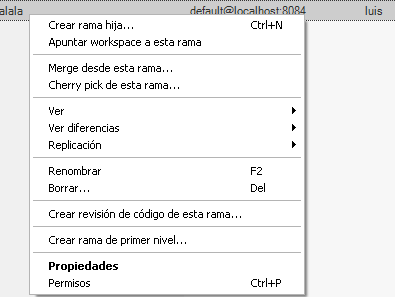 alala default@localhost:8084 luis
Crear rama hija... Ctrl+N
Apuntar workspace a esta rama
Merge desde esta rama...
Cherry pick de esta rama...
Ver
Ver diferencias
Replicación
Renombrar F2
Borrar... Del
Crear revisión de código de esta rama...
Crear rama de primer nivel...
Propiedades
Permisos Ctrl+P